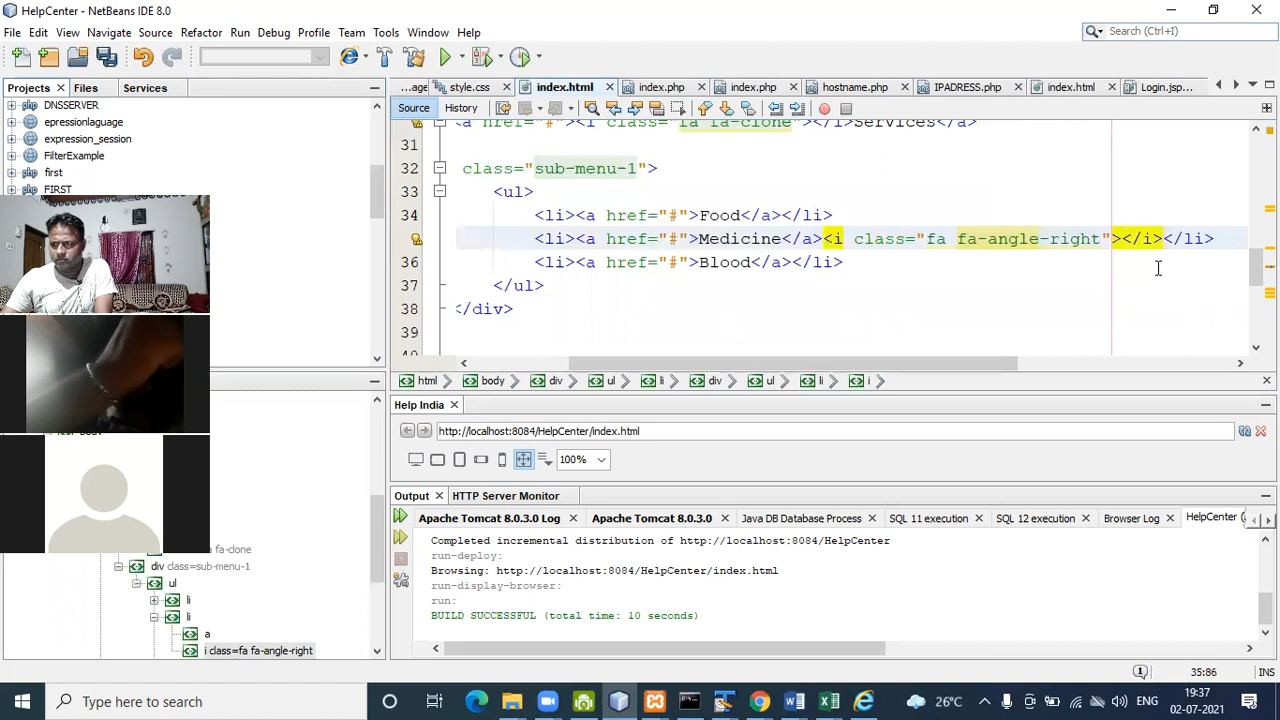 HelpCenter - NetBeans IDE 8.0
File Edit View Navigate Source Refactor Run Debug Profile Team Tools Window Help
Search (Ctrl+I)
Projects Files Services
...age style.css index.html index.php index.php hostname.php IPADRESS.php index.html Login.jsp...
Source History
DNSSERVER
epressionlaguage
expression_session
FilterExample
first
FIRST
<a href="#"><i class="fa fa-clone"></i>Services</a>
31
32 class="sub-menu-1">
33 <ul>
34 <li><a href="#">Food</a></li>
35 <li><a href="#">Medicine</a><i class="fa fa-angle-right"></i></li>
36 <li><a href="#">Blood</a></li>
37 </ul>
38 </div>
39
html body div ul li div ul li i
Help India
http://localhost:8084/HelpCenter/index.html
100%
Output HTTP Server Monitor
Apache Tomcat 8.0.3.0 Log Apache Tomcat 8.0.3.0 Java DB Database Process SQL 11 execution SQL 12 execution Browser Log HelpCenter (
Completed incremental distribution of http://localhost:8084/HelpCenter
run-deploy:
Browsing: http://localhost:8084/HelpCenter/index.html
run-display-browser:
run:
BUILD SUCCESSFUL (total time: 10 seconds)
fa-clone
div class=sub-menu-1
ul
li
li
a
i class=fa fa-angle-right
1 35:86 INS
Type here to search
26°C ENG 19:37
02-07-2021